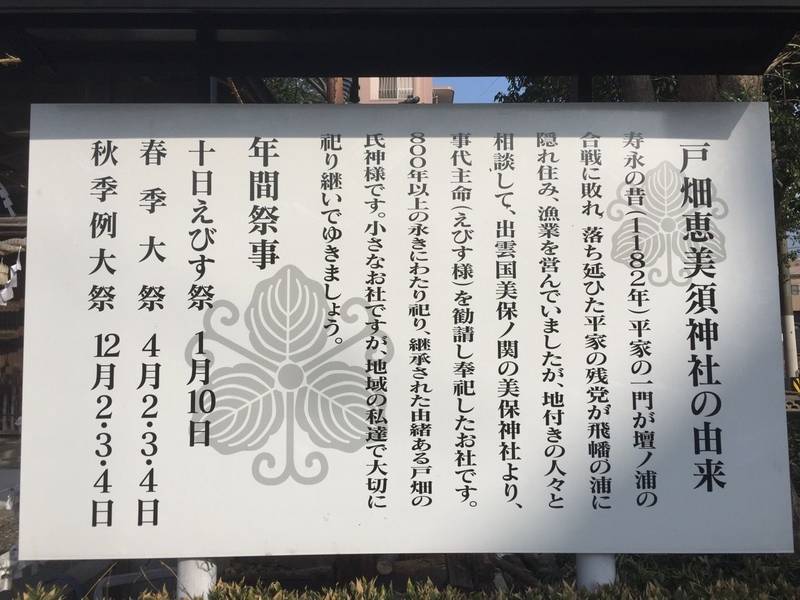 戸畑恵美須神社の由来
寿永の昔(1182年)平家の一門が壇ノ浦の
合戦に敗れ、落ち延びた平家の残党が飛幡の浦に
隠れ住み、漁業を営んでいましたが、地付きの人々と
相談して、出雲国美保ノ関の美保神社より、
事代主命(えびす様)を勧請し奉祀したお社です。
800年以上の永きにわたり祀り、継承された由緒ある戸畑の
氏神様です。小さなお社ですが、地域の私達で大切に
祀り継いでゆきましょう。
年間祭事
十日えびす祭 1月10日
春季大祭 4月2・3・4日
秋季例大祭 12月2・3・4日